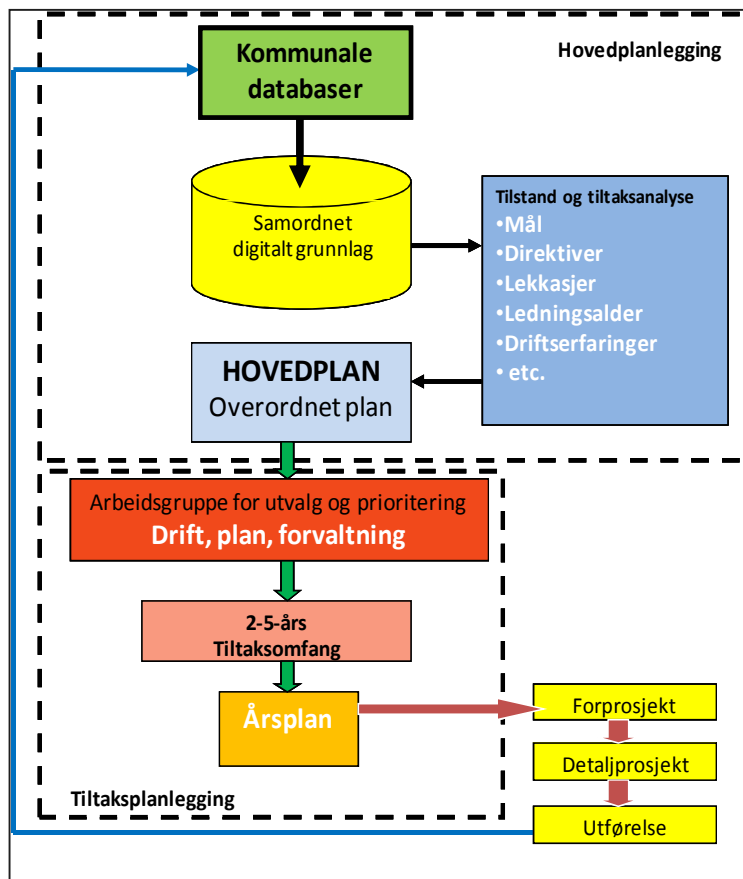 Hovedplanlegging
Kommunale
databaser
Samordnet
digitalt grunnlag
Tilstand og tiltaksanalyse
•Mål
•Direktiver
•Lekkasjer
•Ledningsalder
•Driftserfaringer
• etc.
HOVEDPLAN
Overordnet plan
Arbeidsgruppe for utvalg og prioritering
Drift, plan, forvaltning
2-5-års
Tiltaksomfang
Årsplan
Tiltaksplanlegging
Forprosjekt
Detaljprosjekt
Utførelse